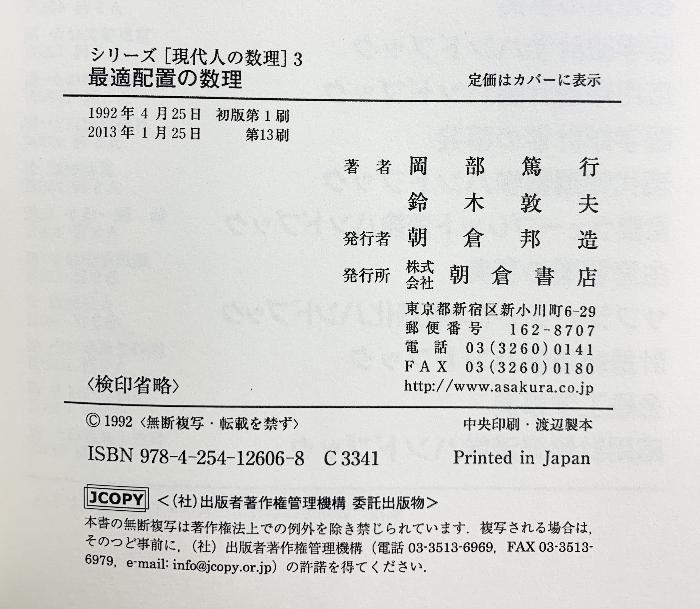 シリーズ[現代人の数理]3
最適配置の数理
定価はカバーに表示
1992年4月25日 初版第1刷
2013年1月25日 第13刷
著者 岡部篤行
鈴木敦夫
発行者 朝倉邦造
発行所 株式会社 朝倉書店
東京都新宿区新小川町6-29
郵便番号 162-8707
電話 03(3260)0141
FAX 03(3260)0180
http://www.asakura.co.jp
〈検印省略〉
© 1992〈無断複写・転載を禁ず〉
中央印刷・渡辺製本
ISBN 978-4-254-12606-8 C 3341
Printed in Japan
JCOPY <(社)出版者著作権管理機構 委託出版物>
本書の無断複写は著作権法上での例外を除き禁じられています.複写される場合は,
そのつど事前に,(社)出版者著作権管理機構(電話 03-3513-6969, FAX 03-3513-
6979, e-mail: info@jcopy.or.jp)の許諾を得てください.